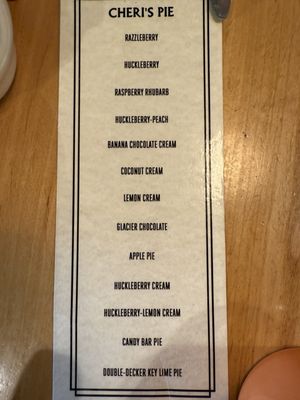 CHERI'S PIE
RAZZLEBERRY
HUCKLEBERRY
RASPBERRY RHUBARB
HUCKLEBERRY-PEACH
BANANA CHOCOLATE CREAM
COCONUT CREAM
LEMON CREAM
GLACIER CHOCOLATE
APPLE PIE
HUCKLEBERRY CREAM
HUCKLEBERRY-LEMON CREAM
CANDY BAR PIE
DOUBLE-DECKER KEY LIME PIE